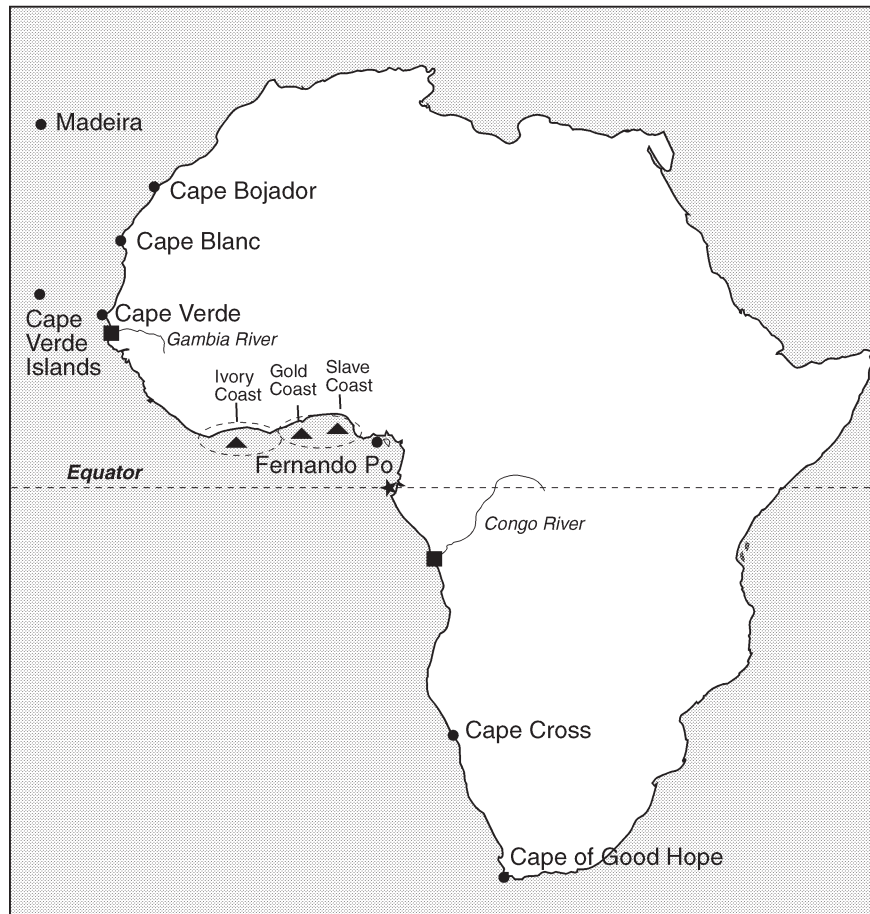 Madeira
Cape Bojador
Cape Blanc
Cape Verde
Cape
Verde
Islands
Gambia River
Ivory
Coast
Gold
Coast
Slave
Coast
Fernando Po
Equator
Congo River
Cape Cross
Cape of Good Hope